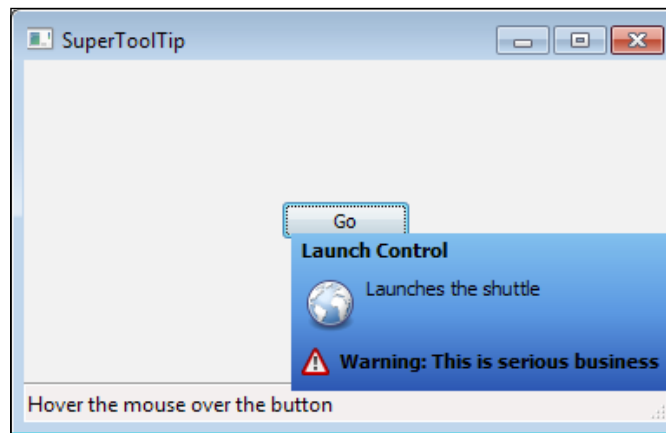 SuperToolTip
Go
Launch Control
Launches the shuttle
Warning: This is serious business
Hover the mouse over the button